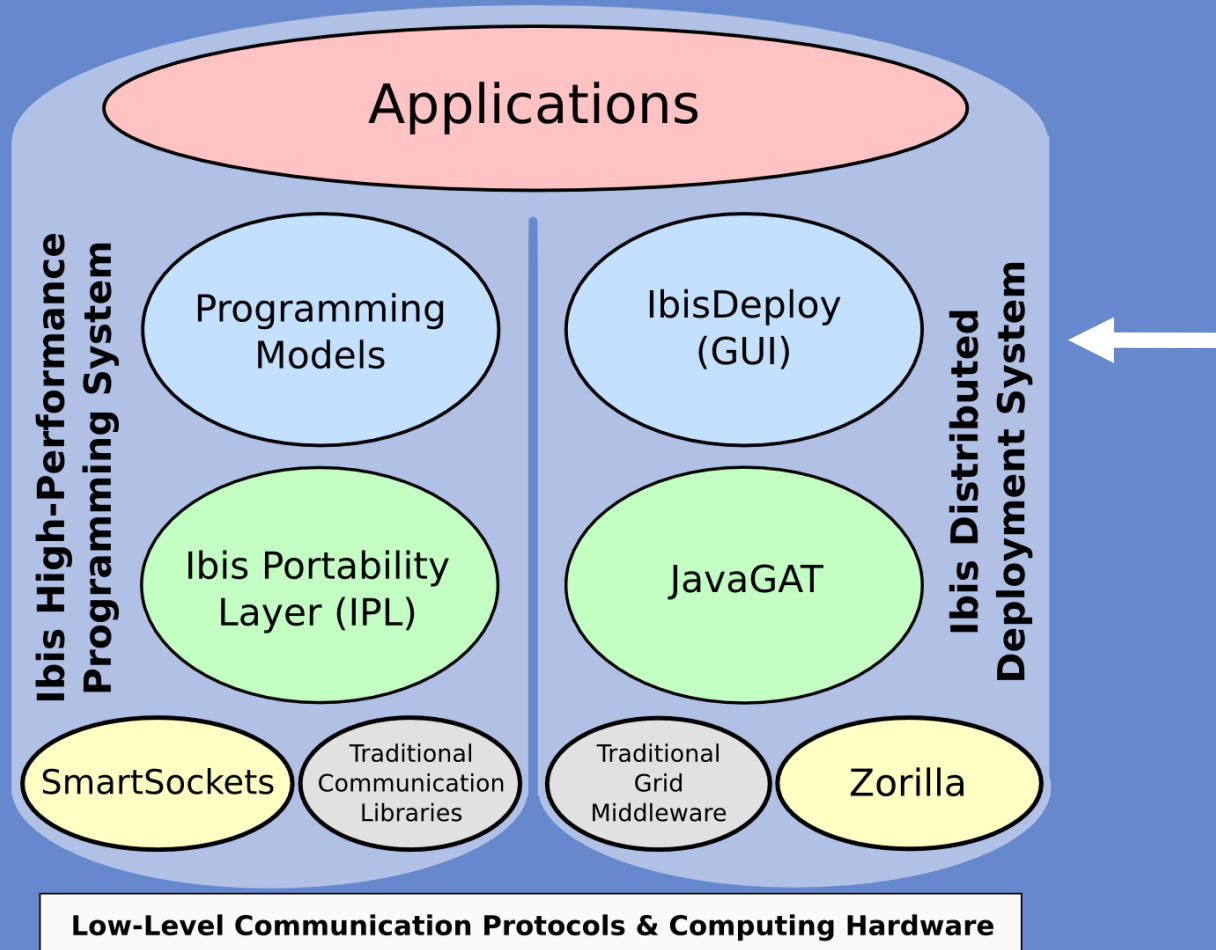 Applications
Ibis High-Performance
Programming System
Programming
Models
Ibis Portability
Layer (IPL)
SmartSockets
Traditional
Communication
Libraries
IbisDeploy
(GUI)
JavaGAT
Traditional
Grid
Middleware
Zorilla
Ibis Distributed
Deployment System
Low-Level Communication Protocols & Computing Hardware